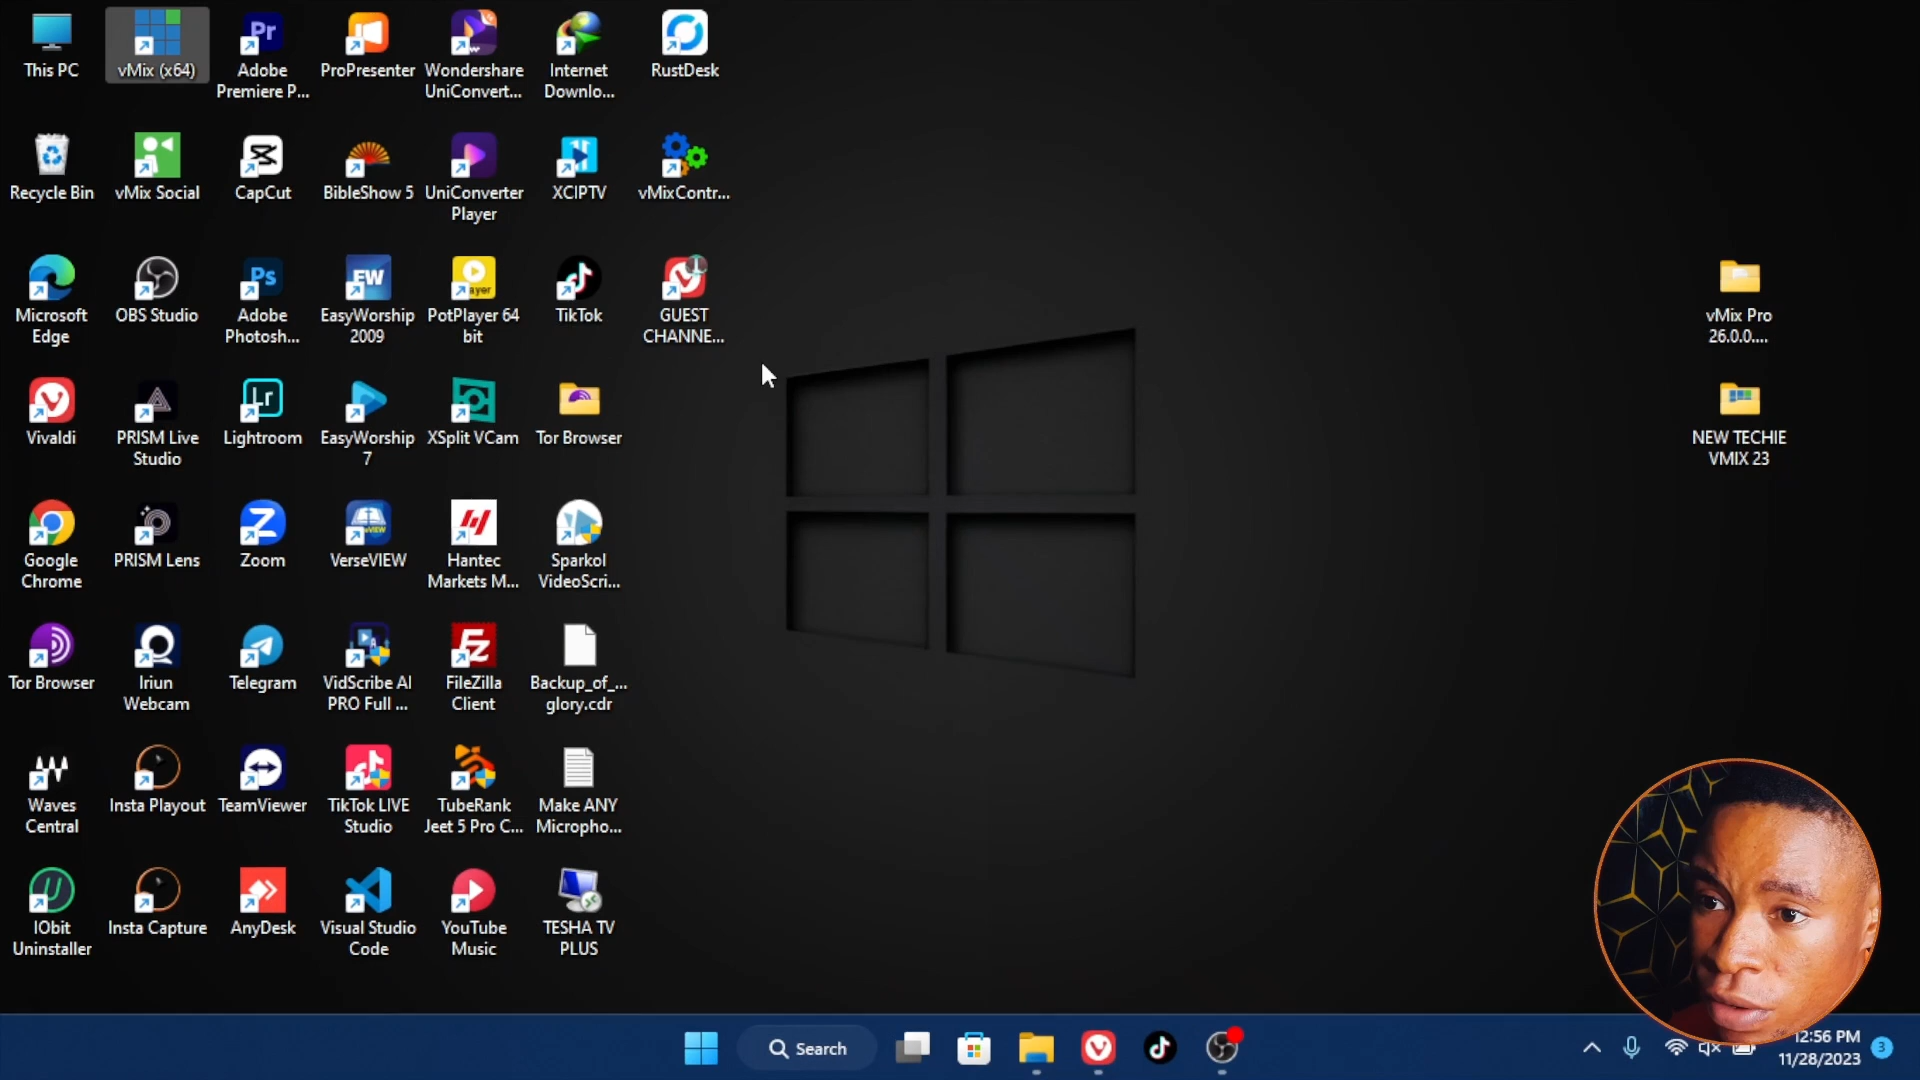 This PC
vMix (x64)
Adobe
Premiere P...
ProPresenter
Wondershare
UniConvert...
Internet
Downlo...
RustDesk
Recycle Bin
vMix Social
CapCut
BibleShow 5
UniConverter
Player
XCIPTV
vMixContr...
Microsoft
Edge
OBS Studio
Adobe
Photosh...
EasyWorship
2009
PotPlayer 64
bit
TikTok
GUEST
CHANNE...
vMix Pro
26.0.0....
Vivaldi
PRISM Live
Studio
Lightroom
EasyWorship
7
XSplit VCam
Tor Browser
NEW TECHIE
VMIX 23
Google
Chrome
PRISM Lens
Zoom
VerseVIEW
Hantec
Markets M...
Sparkol
VideoScri...
Tor Browser
Iriun
Webcam
Telegram
VidScribe AI
PRO Full ...
FileZilla
Client
Backup_of_...
glory.cdr
Waves
Central
Insta Playout
TeamViewer
TikTok LIVE
Studio
TubeRank
Jeet 5 Pro C...
Make ANY
Micropho...
IObit
Uninstaller
Insta Capture
AnyDesk
Visual Studio
Code
YouTube
Music
TESHA TV
PLUS
Search
12:56 PM
11/28/2023
3